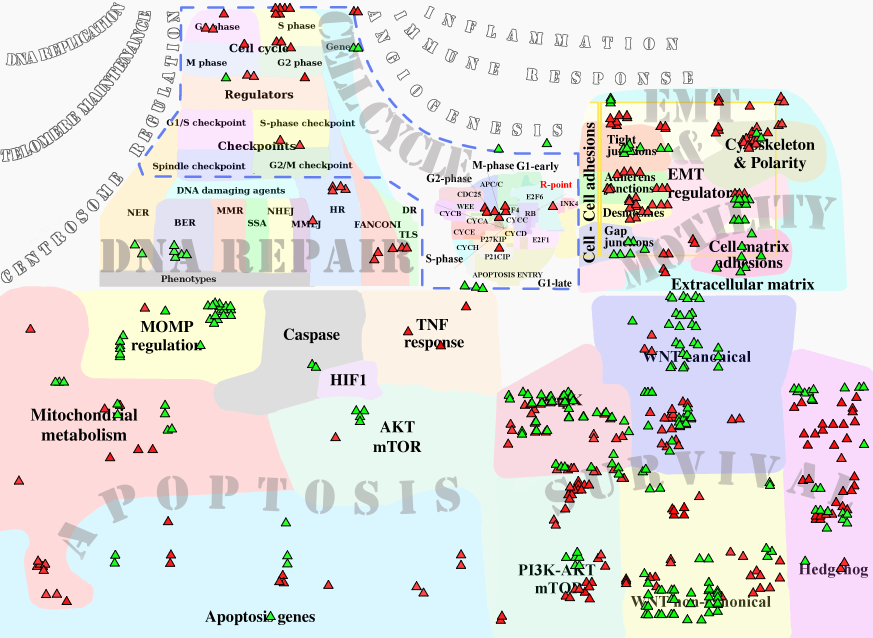 DNA REPLICATION
TELOMERE MAINTENANCE
CENTROSOME REGULATION
CELL CYCLE
ANGIOGENESIS
IMMUNE RESPONSE
INFLAMMATION
S phase
Cell cycle
M phase
G2 phase
Regulators
G1/S checkpoint
S-phase checkpoint
Checkpoints
Spindle checkpoint
G2/M checkpoint
DNA damaging agents
NER
BER
MMR
SSA
NHEJ
MMEJ
HR
FANCONI
DR
TLS
DNA REPAIR
Phenotypes
M-phase
G1-early
G2-phase
APC/C
R-point
CDC25
WEE
E2F6
INK4
CYCB
E2F4
RB
CYCA
CYCC
CYCE
CYCD
P27KIP
E2F1
CYCH
P21CIP
S-phase
APOPTOSIS ENTRY
G1-late
EMT
&
MOTILITY
Cell adhesions
Cell
Tight
junctions
Adherens
junctions
Desmosomes
Gap
junctions
EMT
regulators
Cytoskeleton
& Polarity
Cell matrix
adhesions
Extracellular matrix
MOMP
regulation
Caspase
TNF
response
HIF1
Mitochondrial
metabolism
AKT
mTOR
APOPTOSIS
Apoptosis genes
WNT canonical
SURVIVAL
PI3K-AKT
mTOR
WNT non-canonical
Hedgehog